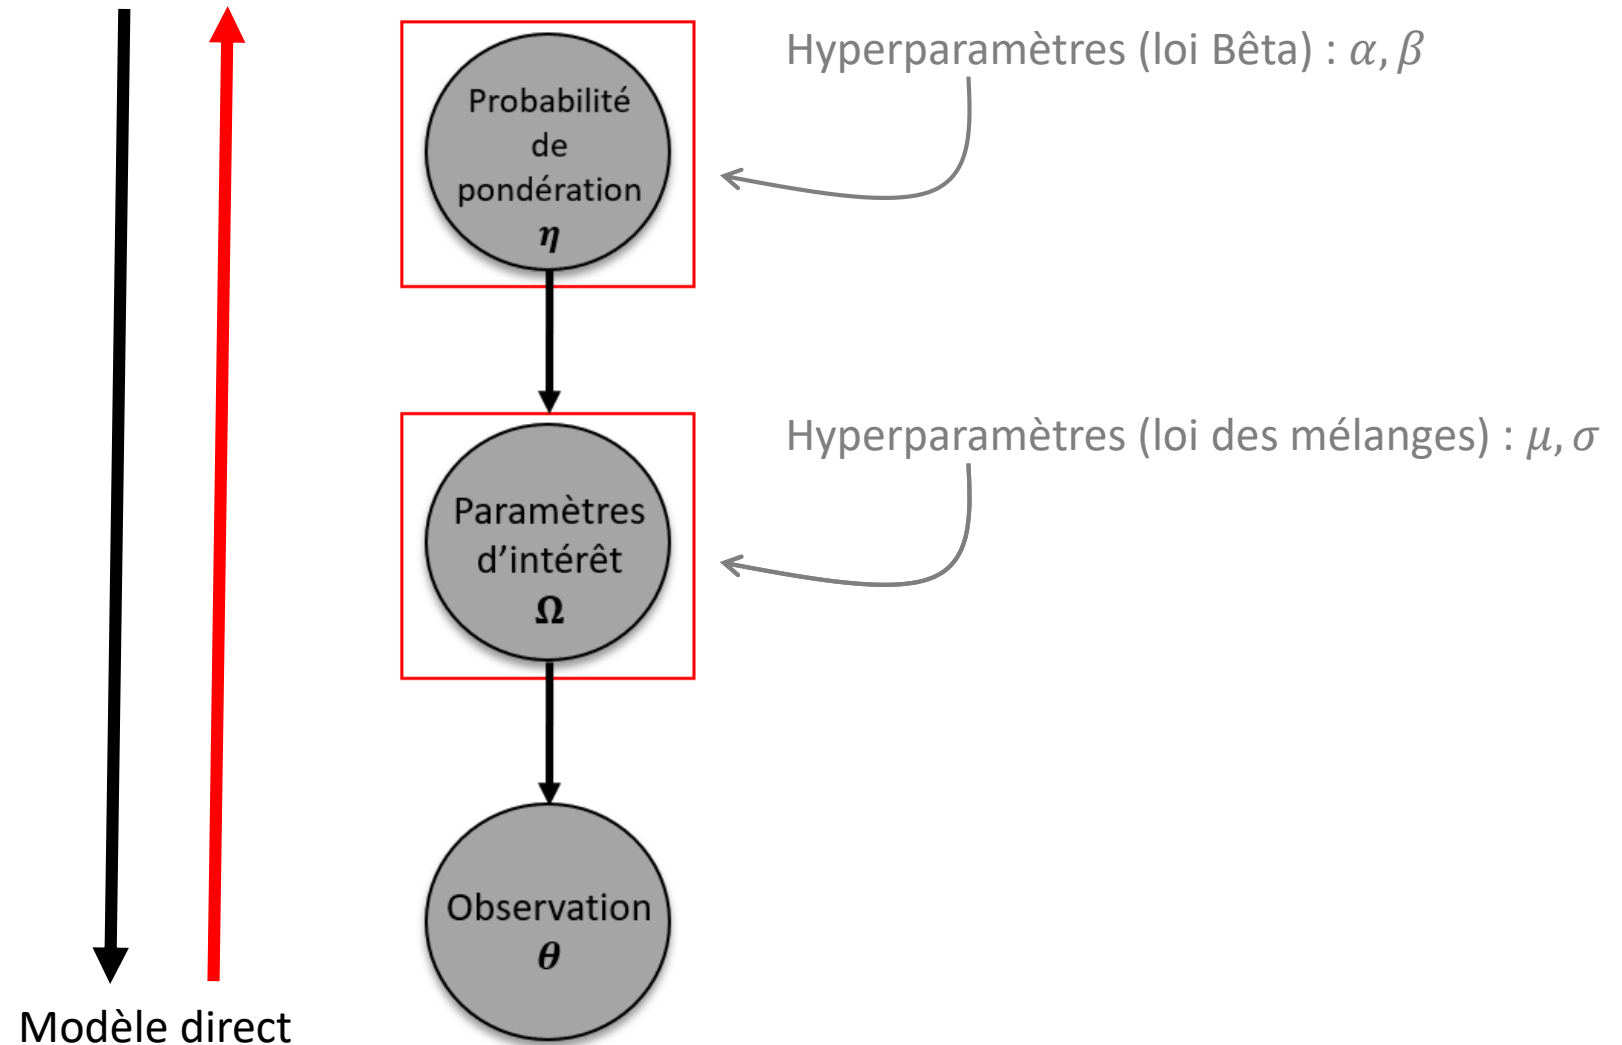 Hyperparamètres (loi Bêta) : α, β
Probabilité
de
pondération
η
Hyperparamètres (loi des mélanges) : μ, σ
Paramètres
d'intérêt
Ω
Observation
θ
Modèle direct